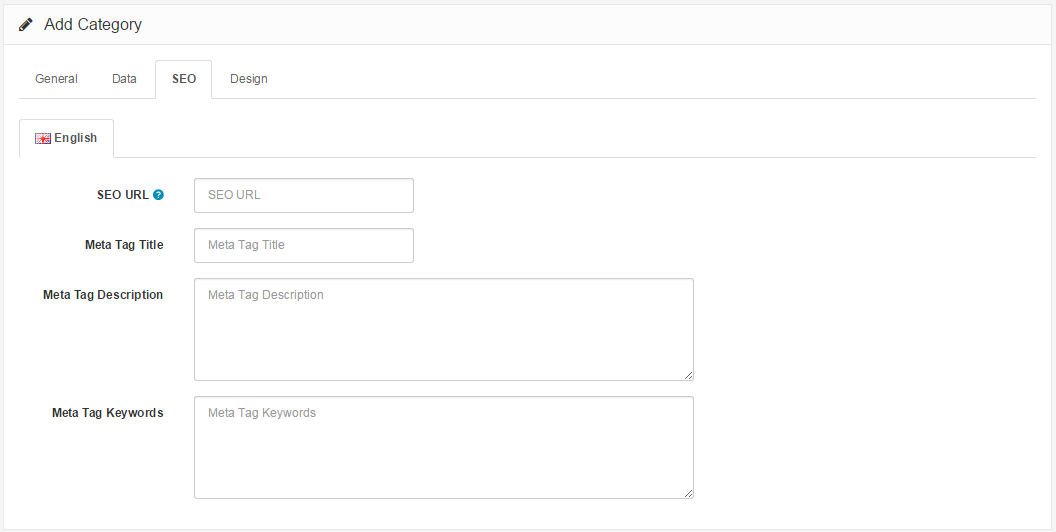 Add Category
General Data SEO Design
English
SEO URL ? SEO URL
Meta Tag Title Meta Tag Title
Meta Tag Description Meta Tag Description
Meta Tag Keywords Meta Tag Keywords